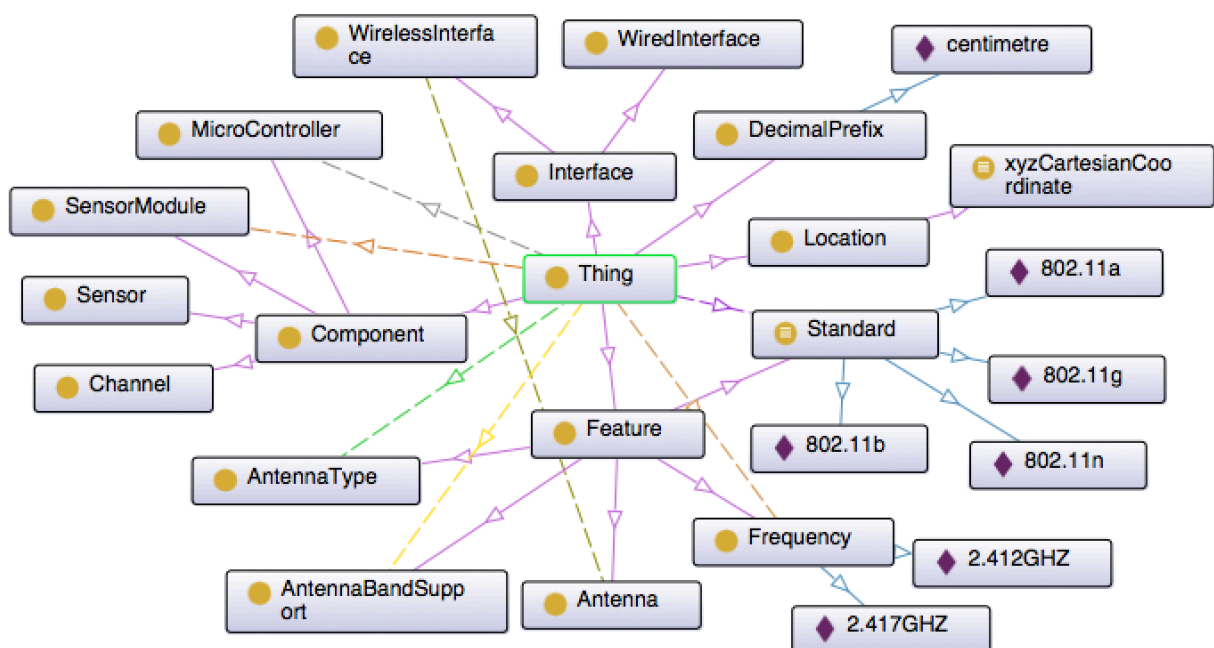 WirelessInterfa
ce
WiredInterface
centimetre
MicroController
DecimalPrefix
Interface
xyzCartesianCoo
rdinate
SensorModule
Location
Thing
802.11a
Sensor
Component
Standard
Channel
802.11g
Feature
802.11b
802.11n
AntennaType
Frequency
2.412GHZ
AntennaBandSupp
ort
Antenna
2.417GHZ